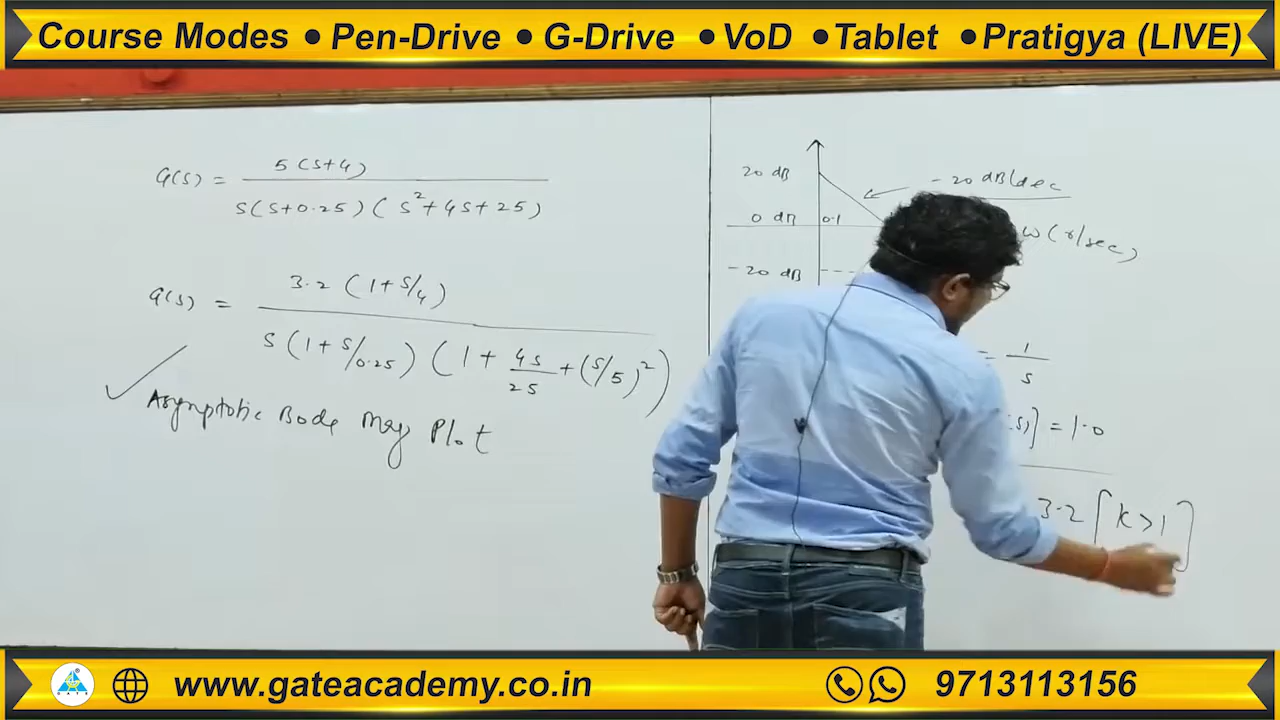 Course Modes • Pen-Drive • G-Drive • VoD • Tablet • Pratigya (LIVE)
G(s) = 5(s+4)
s(s+0.25)(s²+4s+25)
G(s) = 3.2(1+s/4)
s(1+s/0.25)(1+4s/25+(s/5)²)
Asymptotic Bode Mag Plot
20 dB
-20 dB/dec
0 dB 0.1
ω(r/sec)
-20 dB
= 1/s
(s)] = 1.0
3.2 [K>1]
www.gateacademy.co.in
9713113156